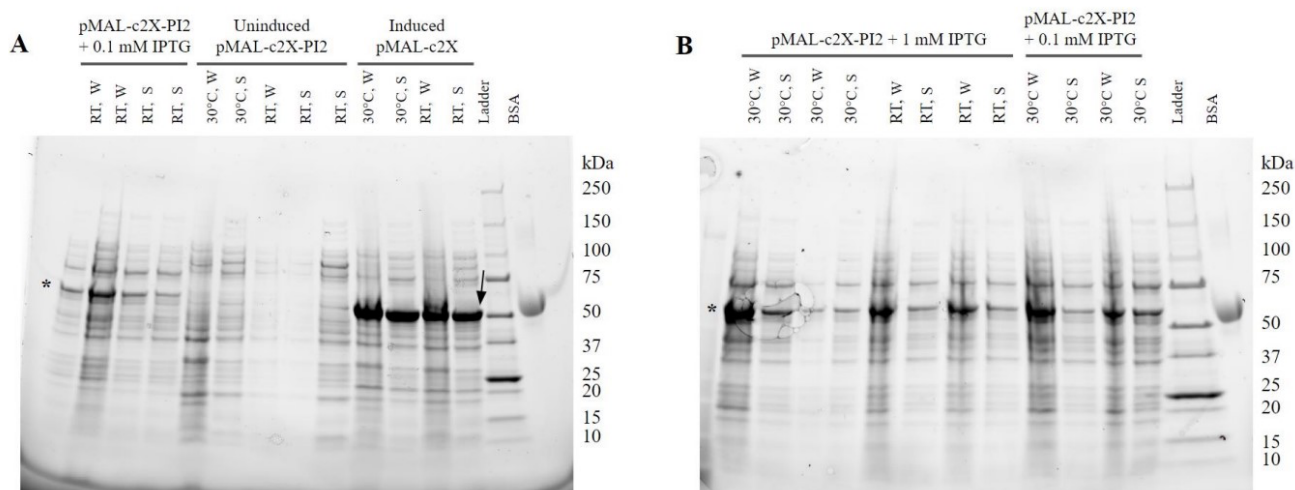 A
pMAL-c2X-PI2
+ 0.1 mM IPTG
Uninduced
pMAL-c2X-PI2
Induced
pMAL-c2X
RT, W
RT, W
RT, S
RT, S
30°C, W
30°C, S
RT, W
RT, S
RT, S
30°C, W
30°C, S
RT, W
RT, S
Ladder
BSA
kDa
250
150
100
75
50
37
25
20
15
10
*
B
pMAL-c2X-PI2 + 1 mM IPTG
pMAL-c2X-PI2
+ 0.1 mM IPTG
30°C, W
30°C, S
30°C, W
30°C, S
RT, W
RT, S
RT, W
RT, S
30°C W
30°C S
30°C W
30°C S
Ladder
BSA
kDa
250
150
100
75
50
37
25
20
15
10
*